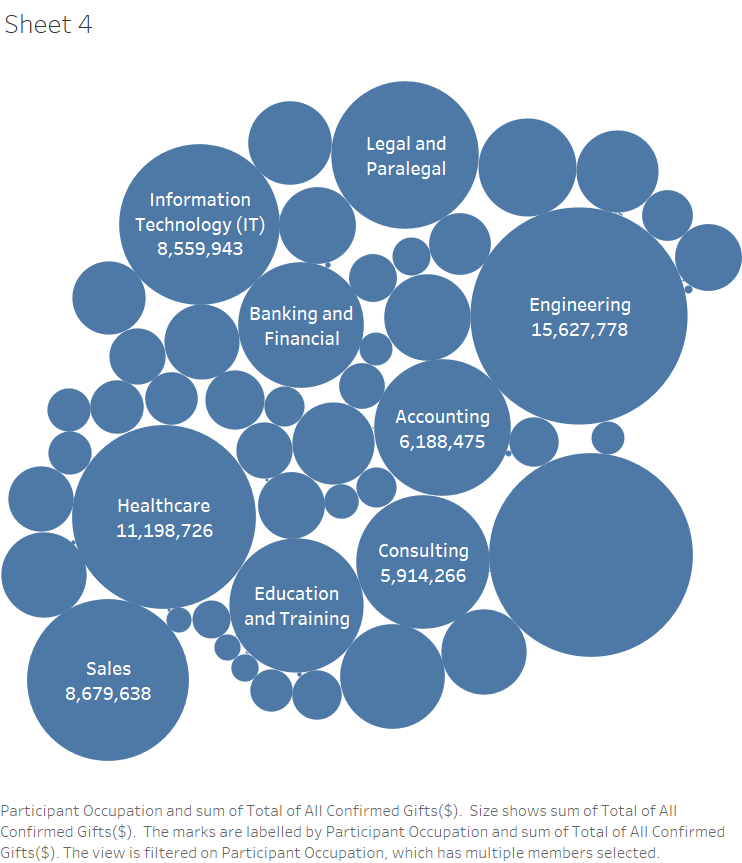 Sheet 4
Legal and
Paralegal
Information
Technology (IT)
8,559,943
Banking and
Financial
Engineering
15,627,778
Accounting
6,188,475
Healthcare
11,198,726
Consulting
5,914,266
Education
and Training
Sales
8,679,638
Participant Occupation and sum of Total of All Confirmed Gifts($).  Size shows sum of Total of All
Confirmed Gifts($).  The marks are labelled by Participant Occupation and sum of Total of All Confirmed
Gifts($). The view is filtered on Participant Occupation, which has multiple members selected.